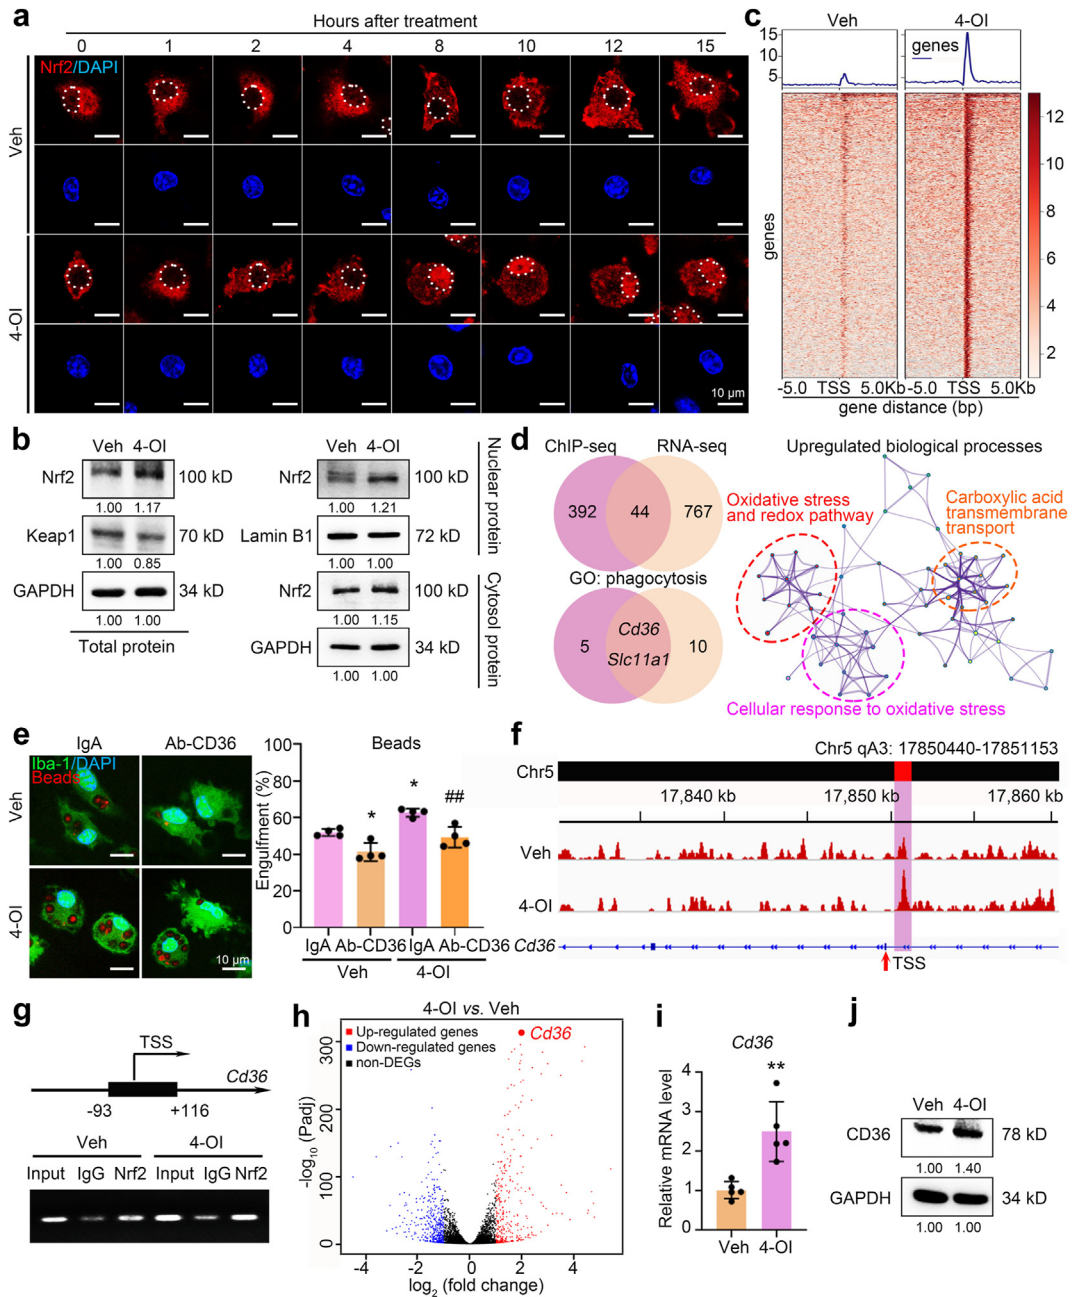 a
Hours after treatment
0 1 2 4 8 10 12 15
Nrf2/DAPI
Veh
4-OI
10 μm
b
Veh 4-OI
Nrf2 100 kD
1.00 1.17
Keap1 70 kD
1.00 0.85
GAPDH 34 kD
1.00 1.00
Total protein
Veh 4-OI
Nrf2 100 kD
1.00 1.21
Lamin B1 72 kD
1.00 1.00
Nrf2 100 kD
1.00 1.15
GAPDH 34 kD
1.00 1.00
Nuclear protein
Cytosol protein
c
Veh 4-OI
genes
15
10
5
genes
12
10
8
6
4
2
-5.0 TSS 5.0Kb -5.0 TSS 5.0Kb
gene distance (bp)
d
ChIP-seq RNA-seq
392 44 767
GO: phagocytosis
5 Cd36 10
Slc11a1
Upregulated biological processes
Oxidative stress
and redox pathway
Carboxylic acid
transmembrane
transport
Cellular response to oxidative stress
e
IgA Ab-CD36
Iba-1/DAPI
Beads
Veh
4-OI
10 μm
Beads
Engulfment (%)
100
80
60
40
20
0
* * ##
IgA Ab-CD36 IgA Ab-CD36
Veh 4-OI
f
Chr5 qA3: 17850440-17851153
Chr5
17,840 kb 17,850 kb 17,860 kb
Veh
4-OI
Cd36
TSS
g
TSS
Cd36
-93 +116
Veh 4-OI
Input IgG Nrf2 Input IgG Nrf2
h
4-OI vs. Veh
Up-regulated genes
Down-regulated genes
non-DEGs
Cd36
-log10 (Padj)
300
200
100
0
-4 -2 0 2 4
log2 (fold change)
i
Cd36
Relative mRNA level
4
3
2
1
0
**
Veh 4-OI
j
Veh 4-OI
CD36 78 kD
1.00 1.40
GAPDH 34 kD
1.00 1.00